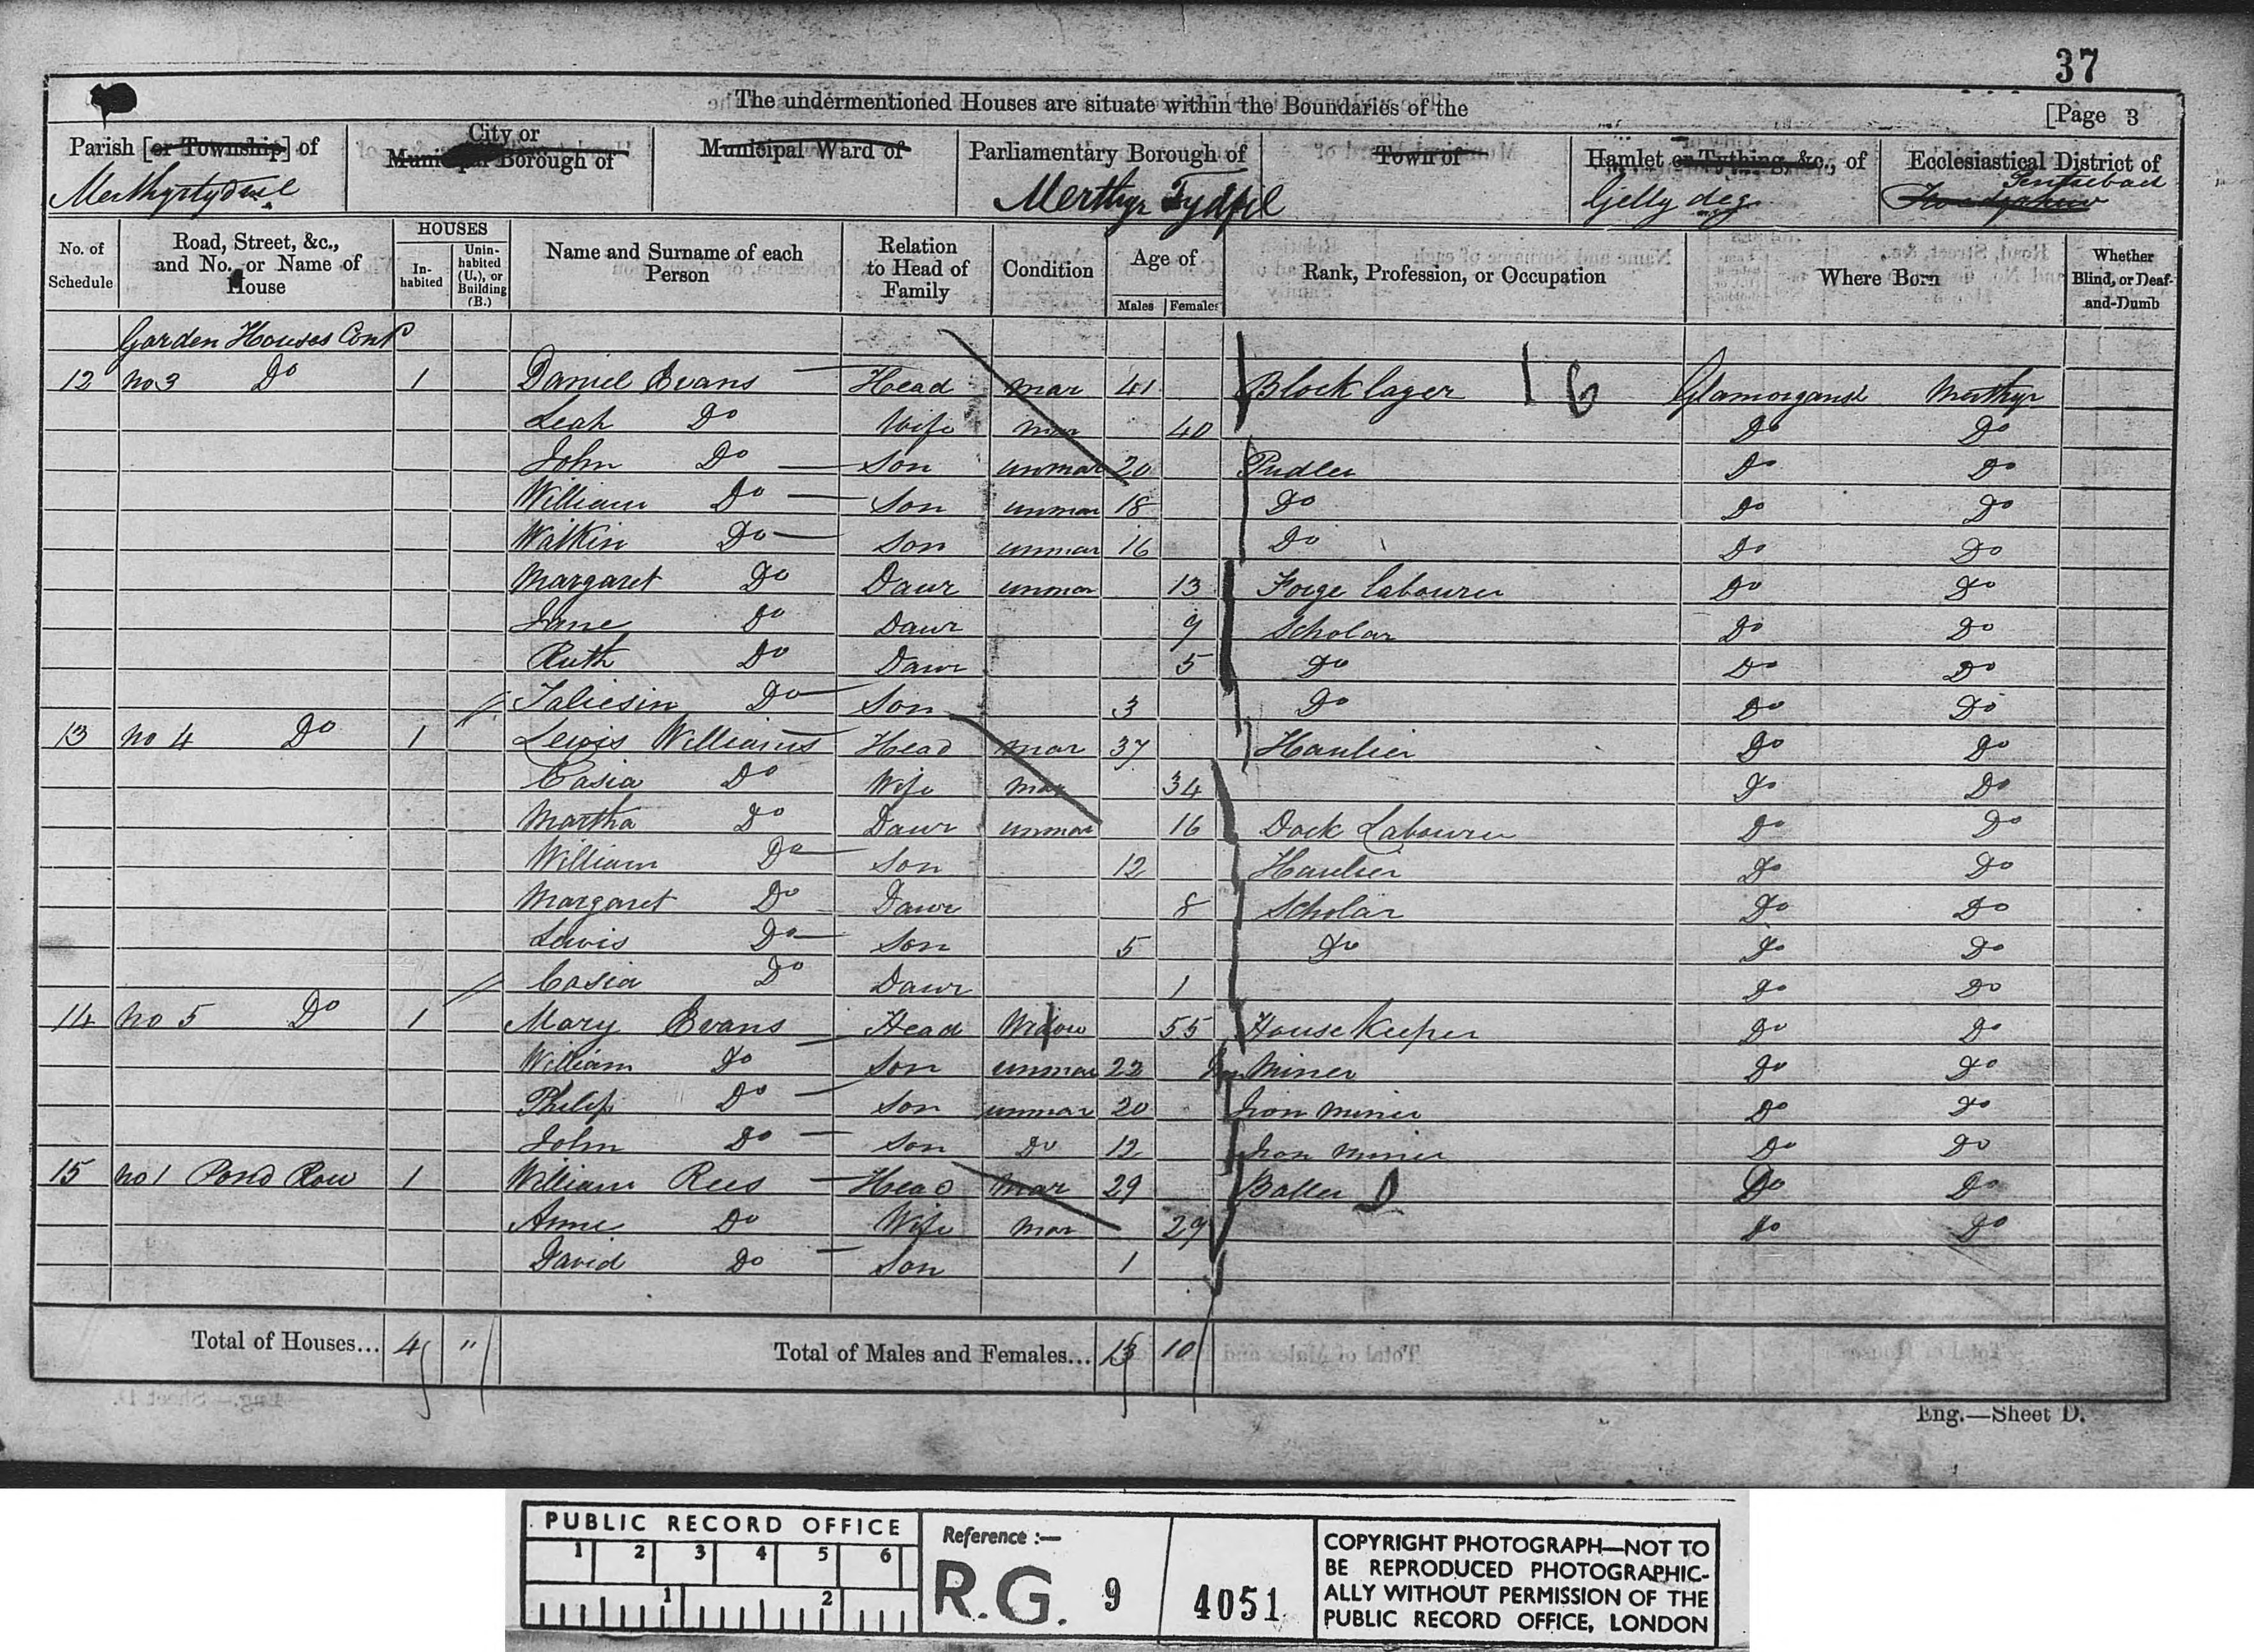 37
The undermentioned Houses are situate within the Boundaries of the
[Page 3
Parish [or Township] of
Merthyrtydvil
City or
Municipal Borough of
Municipal Ward of
Parliamentary Borough of
Merthyr Tydfil
Town of
Hamlet or Tything, &c., of
Gelly deg
Ecclesiastical District of
No. of Schedule
Road, Street, &c., and No. or Name of House
HOUSES
In-habited
Unin-habited (U.), or Building (B.)
Name and Surname of each Person
Relation to Head of Family
Condition
Age of
Males
Females
Rank, Profession, or Occupation
Where Born
Whether Blind, or Deaf-and-Dumb
Garden Houses Cont
12 No 3 Do 1 Daniel Evans Head Mar 41 Block layer Glamorgansh Merthyr
Leah Do Wife Mar 40 Do Do
John Do Son unmar 20 Pudler Do Do
William Do Son unmar 18 Do Do Do
Watkin Do Son unmar 16 Do Do Do
Margaret Do Daur unmar 13 Forge labourer Do Do
Jane Do Daur 7 Scholar Do Do
Ruth Do Daur 5 Do Do Do
Taliesin Do Son 3 Do Do Do
13 No 4 Do 1 Lewis Williams Head Mar 37 Haulier Do Do
Casia Do Wife Mar 34 Do Do
Martha Do Daur unmar 16 Dock Labourer Do Do
William Do Son 12 Haulier Do Do
Margaret Do Daur 8 Scholar Do Do
Lewis Do Son 5 Do Do Do
Casia Do Daur 1 Do Do
14 No 5 Do 1 Mary Evans Head Widow 55 House Keeper Do Do
William Do Son unmar 22 Miner Do Do
Philip Do Son unmar 20 Iron Miner Do Do
John Do Son Do 12 Iron Miner Do Do
15 No 1 Pond Row 1 William Rees Head Mar 29 Baller Do Do
Anne Do Wife Mar 27 Do Do
David Do Son 1
Total of Houses... 4 "
Total of Males and Females... 13 10
Eng.—Sheet D.
PUBLIC RECORD OFFICE
1 2 3 4 5 6
1 2
Reference :—
R.G. 9 / 4051
COPYRIGHT PHOTOGRAPH—NOT TO
BE REPRODUCED PHOTOGRAPHIC-
ALLY WITHOUT PERMISSION OF THE
PUBLIC RECORD OFFICE, LONDON